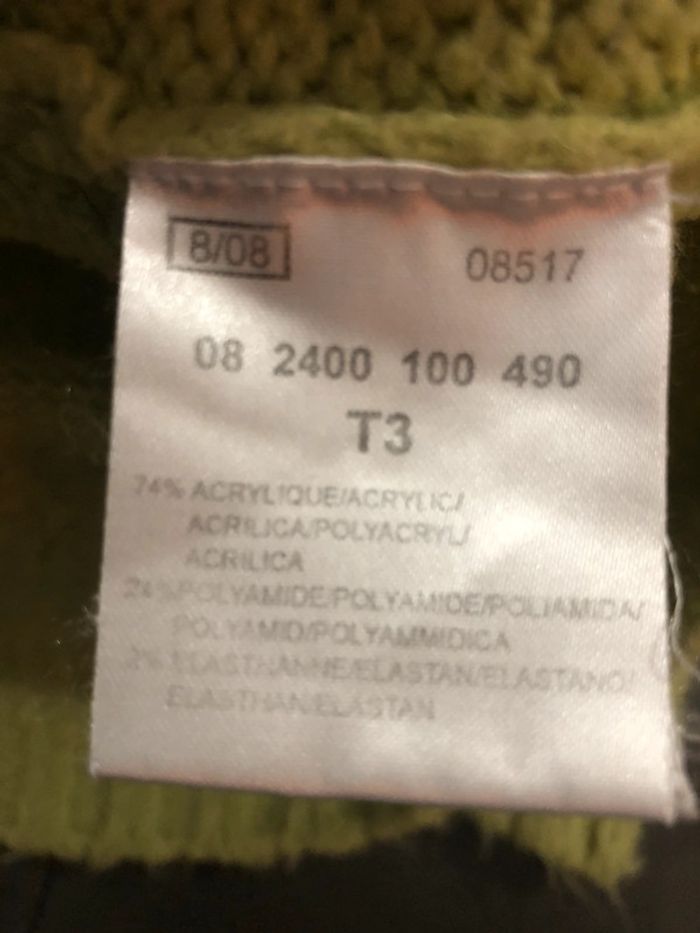 8/08 08517
08 2400 100 490
T3
74% ACRYLIQUE/ACRYLIC/
ACRILICA/POLYACRYL/
ACRILICA
24%POLYAMIDE/POLYAMIDE/POLIAMIDA/
POLYAMID/POLYAMMIDICA
2% ELASTHANNE/ELASTAN/ELASTANO/
ELASTHAN/ELASTAN